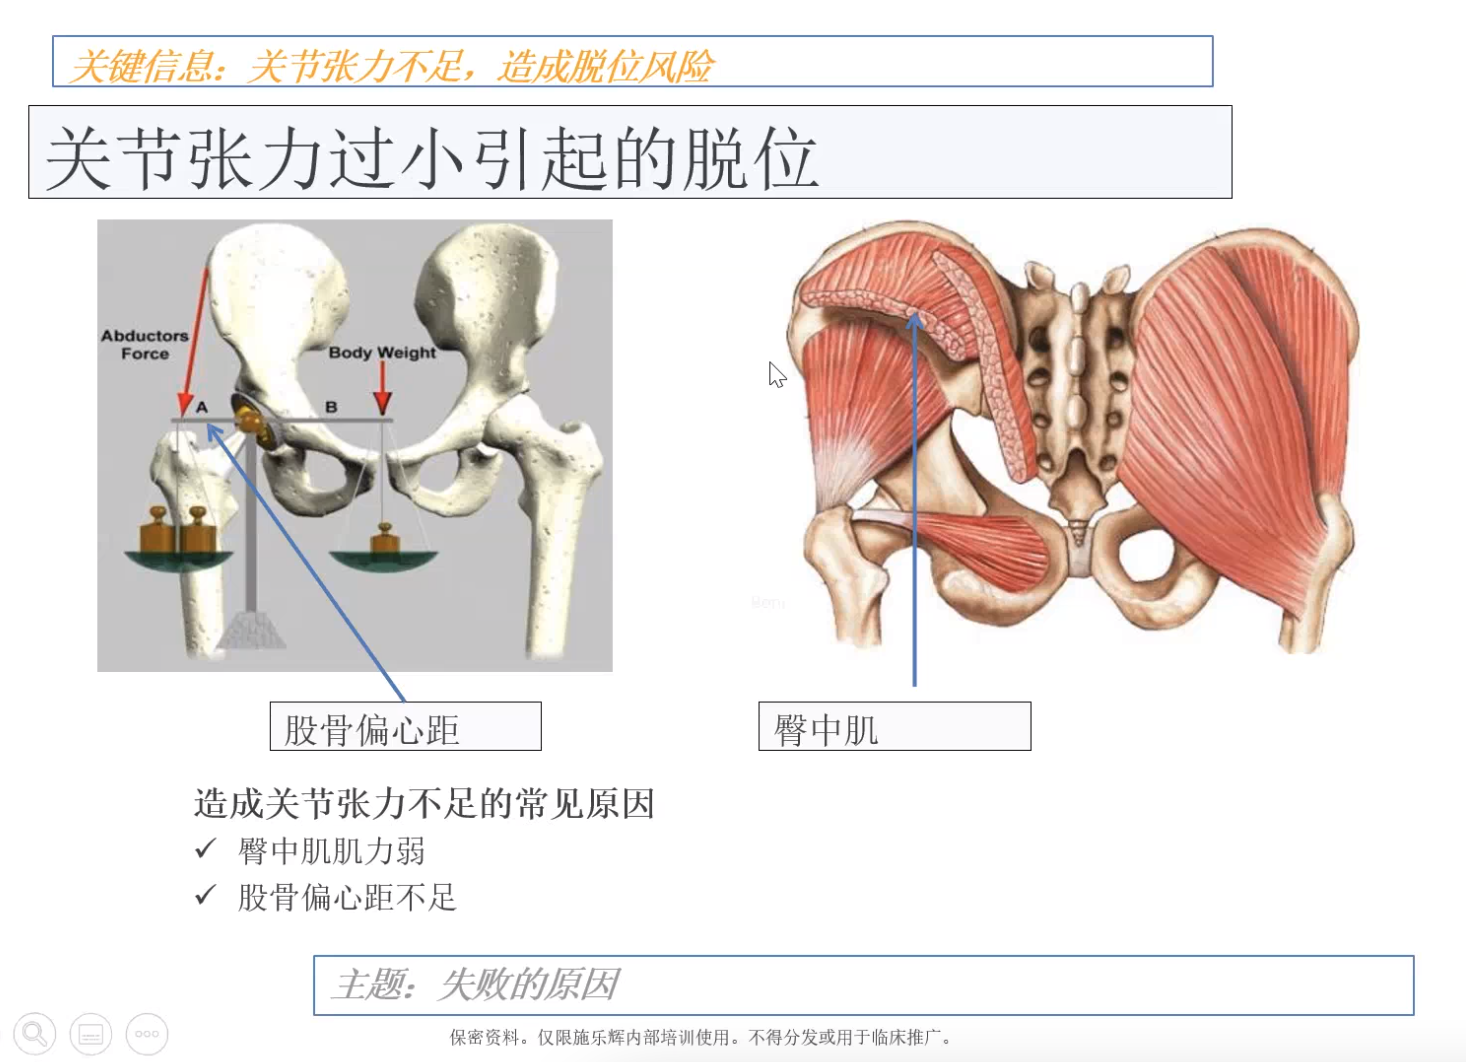 关键信息：关节张力不足，造成脱位风险
关节张力过小引起的脱位
Abductors
Force
Body Weight
A
B
股骨偏心距
臀中肌
造成关节张力不足的常见原因
✓ 臀中肌肌力弱
✓ 股骨偏心距不足
主题：失败的原因
保密资料。仅限施乐辉内部培训使用。不得分发或用于临床推广。